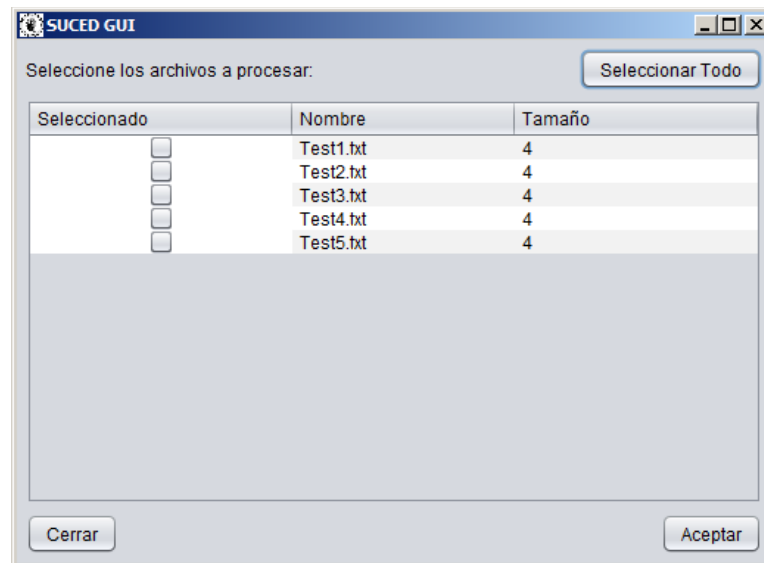 SUCED GUI
Seleccione los archivos a procesar: Seleccionar Todo
Seleccionado Nombre Tamaño
Test1.txt 4
Test2.txt 4
Test3.txt 4
Test4.txt 4
Test5.txt 4
Cerrar Aceptar